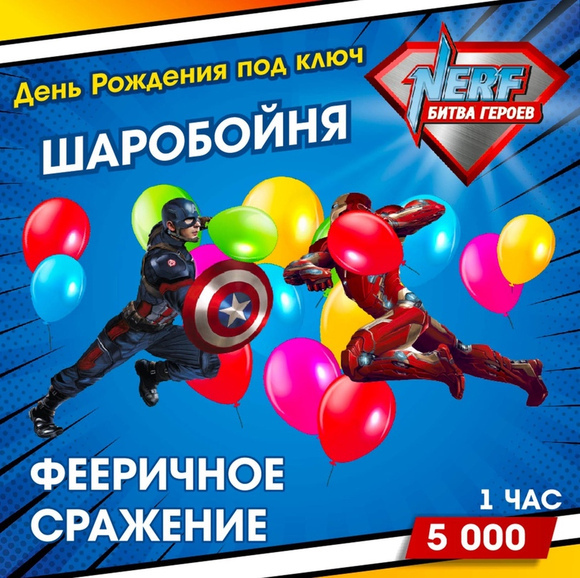 День Рождения под ключ
NERF
БИТВА ГЕРОЕВ
ШАРОБОЙНЯ
ФЕЕРИЧНОЕ
СРАЖЕНИЕ
1 ЧАС
5 000